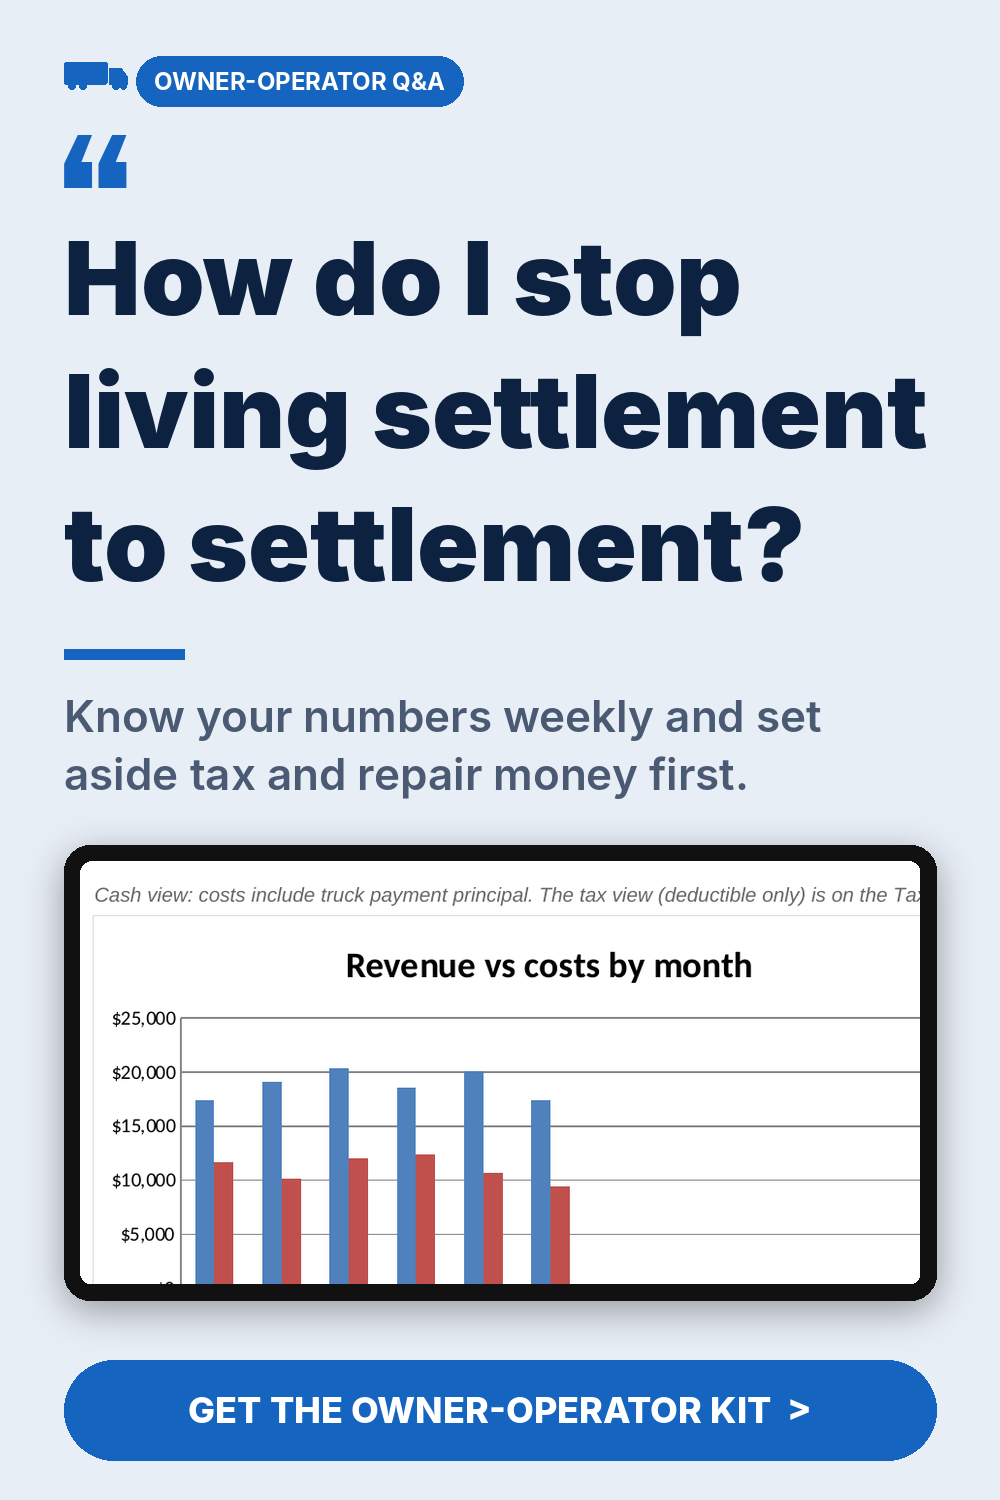 OWNER-OPERATOR Q&A
“
How do I stop
living settlement
to settlement?
Know your numbers weekly and set
aside tax and repair money first.
Cash view: costs include truck payment principal. The tax view (deductible only) is on the
Revenue vs costs by month
$25,000
$20,000
$15,000
$10,000
$5,000
GET THE OWNER-OPERATOR KIT >